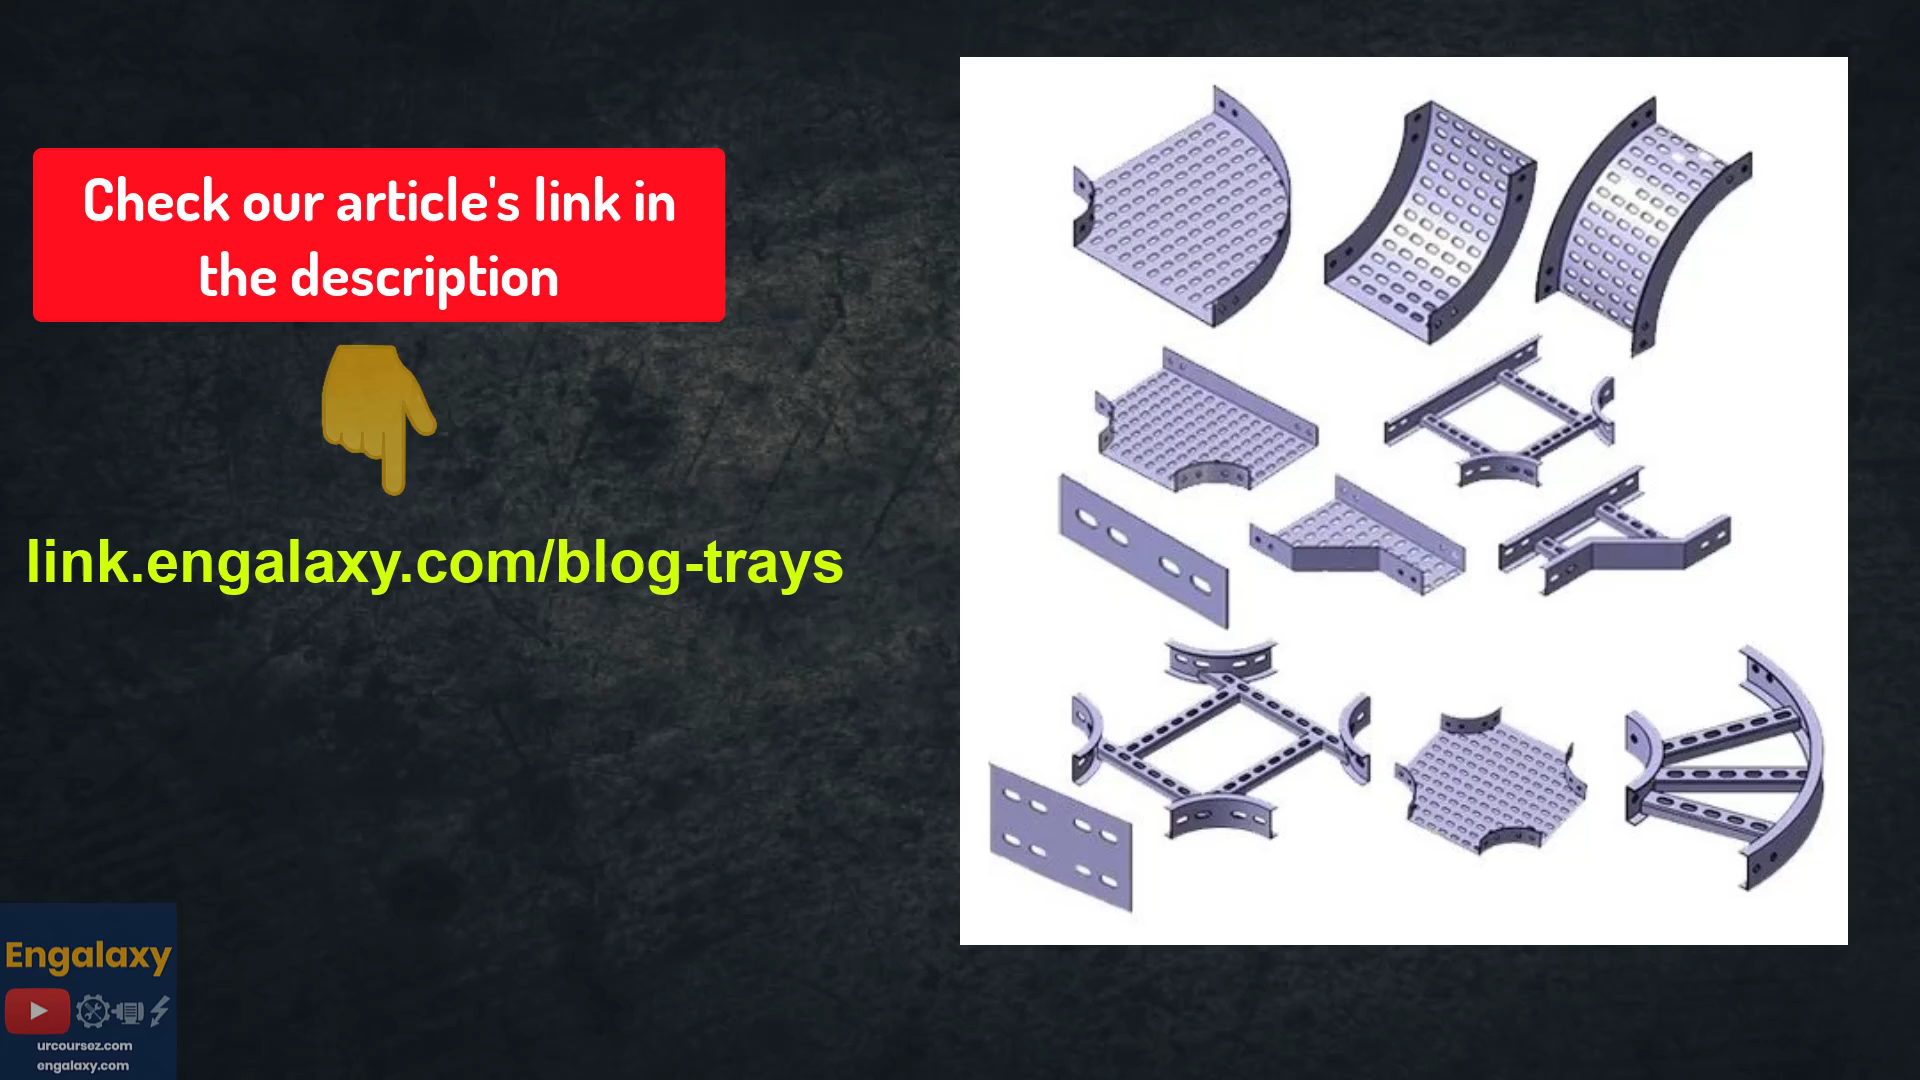 Check our article's link in
the description
link.engalaxy.com/blog-trays
Engalaxy
urcoursez.com
engalaxy.com